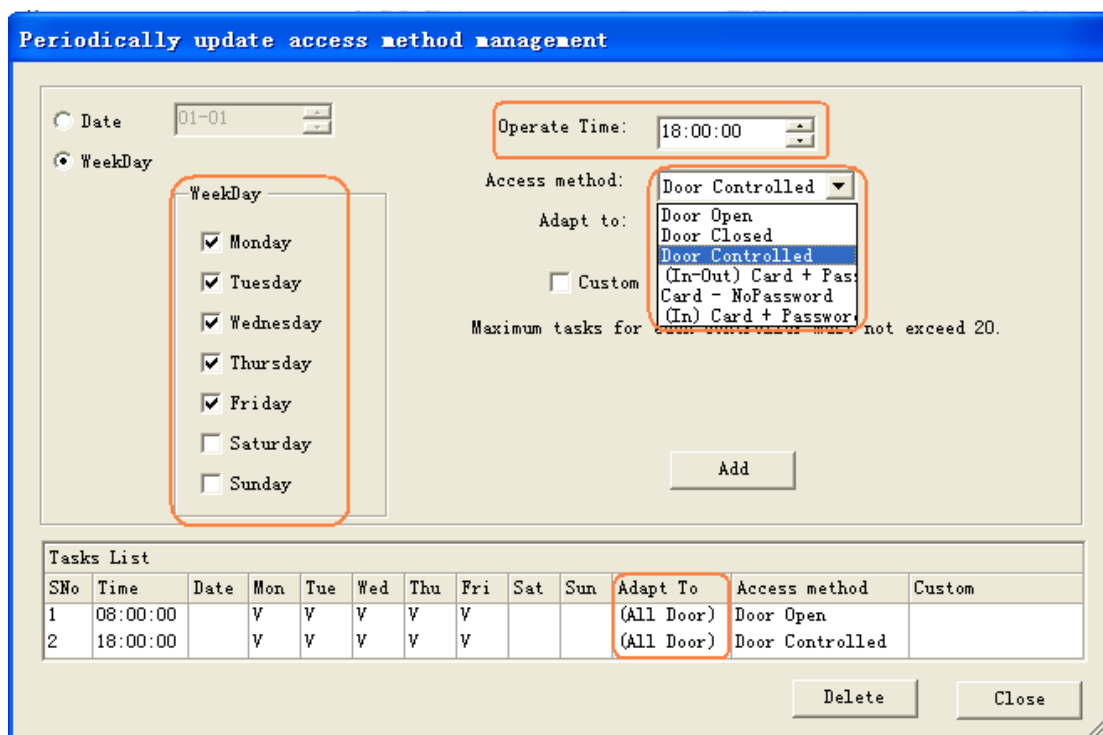 Periodically update access method management
Date 01-01
WeekDay
WeekDay
Monday
Tuesday
Wednesday
Thursday
Friday
Saturday
Sunday
Operate Time: 18:00:00
Access method: Door Controlled
Door Open
Door Closed
Door Controlled
(In-Out) Card + Pas
Card - NoPassword
(In) Card + Passwor
Adapt to:
Custom
Maximum tasks for each controller must not exceed 20.
Add
Tasks List
SNo Time Date Mon Tue Wed Thu Fri Sat Sun Adapt To Access method Custom
1 08:00:00 V V V V V (All Door) Door Open
2 18:00:00 V V V V V (All Door) Door Controlled
Delete Close